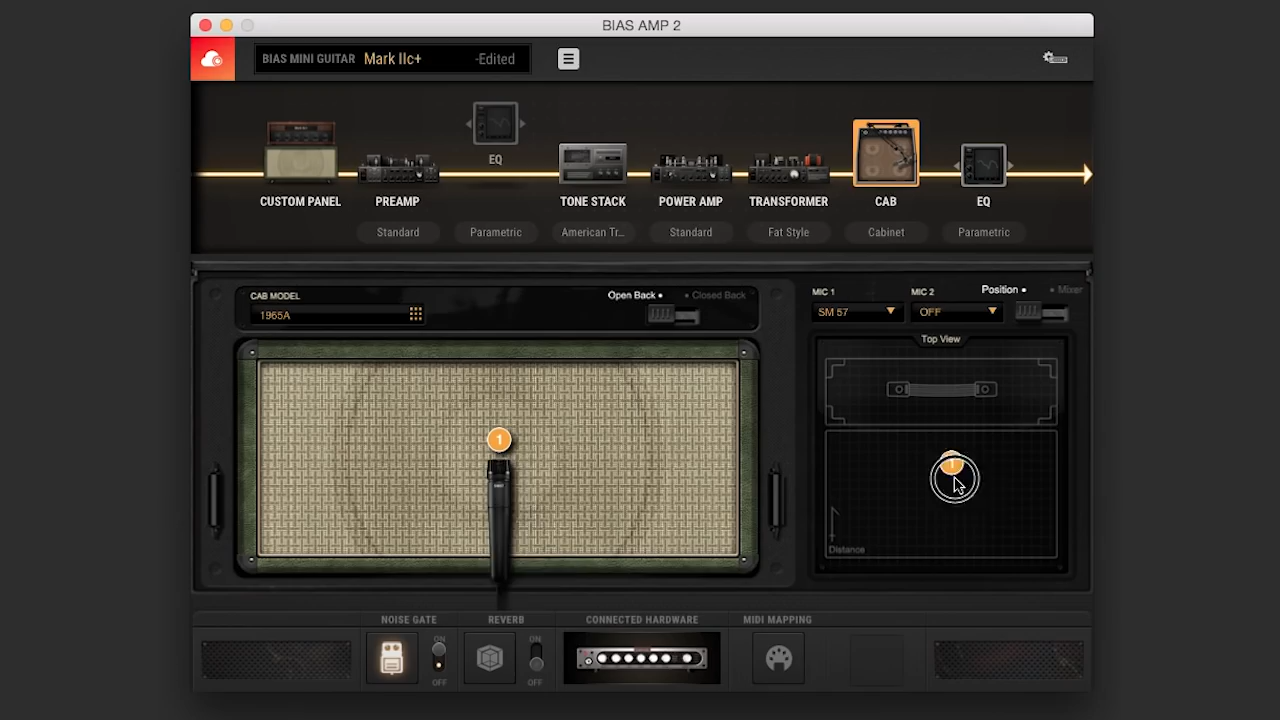 BIAS AMP 2
BIAS MINI GUITAR Mark IIc+ -Edited
EQ
CUSTOM PANEL PREAMP TONE STACK POWER AMP TRANSFORMER CAB EQ
Standard Parametric American Tr... Standard Fat Style Cabinet Parametric
CAB MODEL Open Back • • Closed Back
1965A
MIC 1 MIC 2 Position • • Mixer
SM 57 OFF
Top View
1
1
Distance
NOISE GATE REVERB CONNECTED HARDWARE MIDI MAPPING
ON ON
OFF OFF